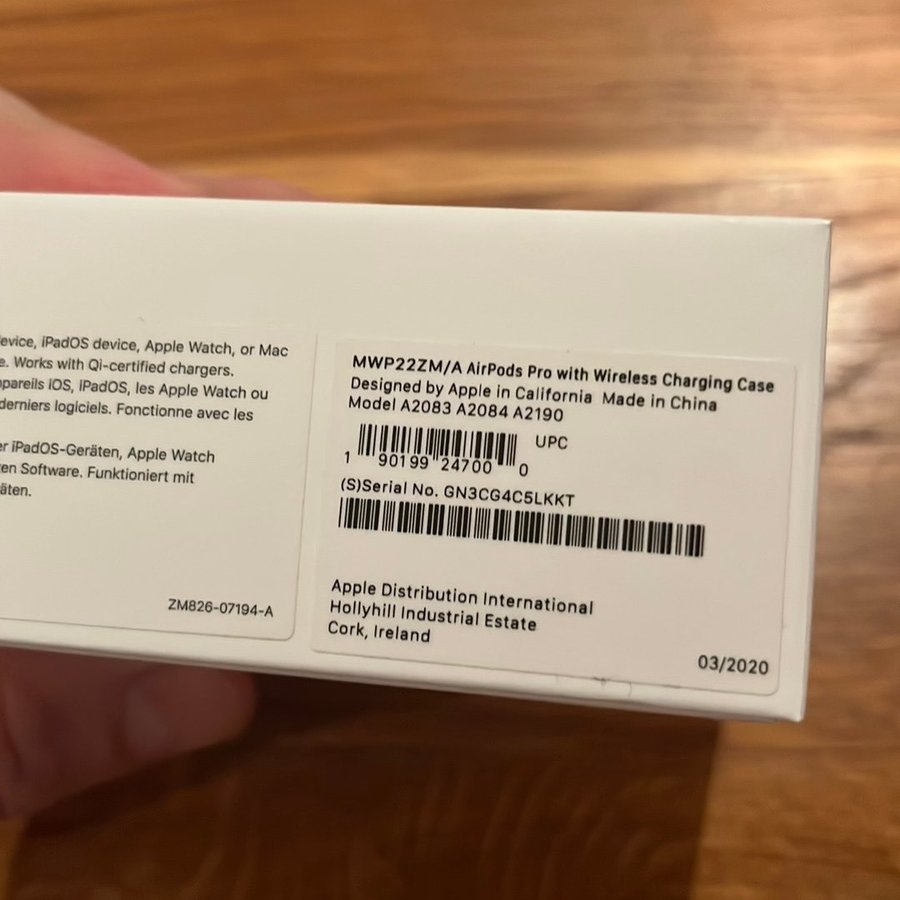 device, iPadOS device, Apple Watch, or Mac
Works with Qi-certified chargers.
appareils iOS, iPadOS, les Apple Watch ou
derniers logiciels. Fonctionne avec les
iPadOS-Geräten, Apple Watch
Software. Funktioniert mit
ZM826-07194-A
MWP22ZM/A AirPods Pro with Wireless Charging Case
Designed by Apple in California Made in China
Model A2083 A2084 A2190
UPC
1 90199 24700 0
(S)Serial No. GN3CG4C5LKKT
Apple Distribution International
Hollyhill Industrial Estate
Cork, Ireland
03/2020